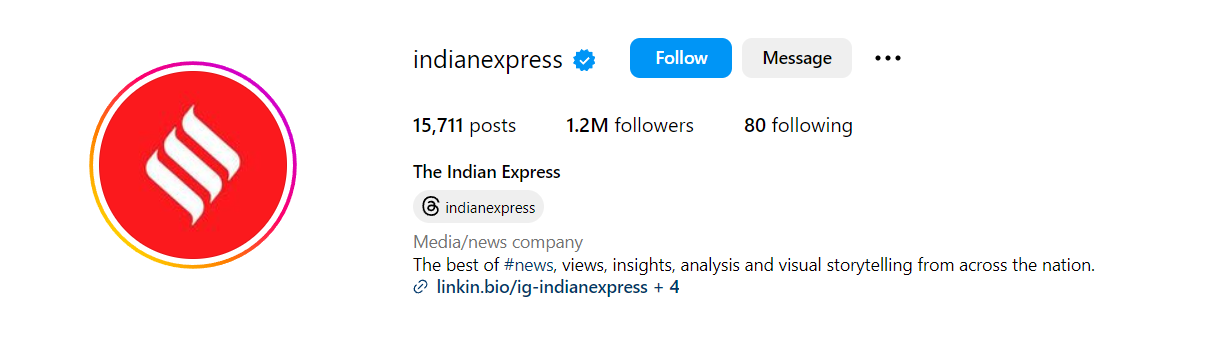 indianexpress Follow Message
15,711 posts 1.2M followers 80 following
The Indian Express
indianexpress
Media/news company
The best of #news, views, insights, analysis and visual storytelling from across the nation.
linkin.bio/ig-indianexpress + 4